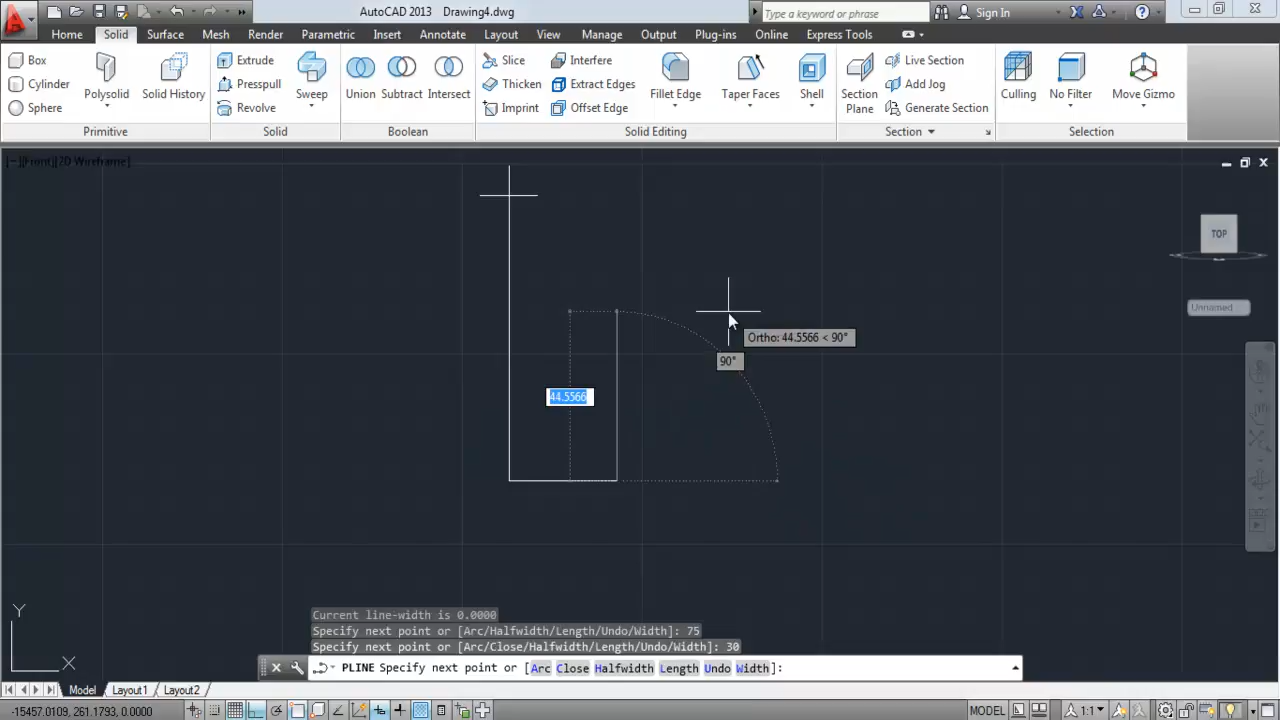 AutoCAD 2013 Drawing4.dwg
Type a keyword or phrase
Sign In
Home Solid Surface Mesh Render Parametric Insert Annotate Layout View Manage Output Plug-ins Online Express Tools
Box
Cylinder
Sphere
Polysolid
Solid History
Primitive
Extrude
Presspull
Revolve
Sweep
Solid
Union
Subtract
Intersect
Boolean
Slice
Thicken
Imprint
Interfere
Extract Edges
Offset Edge
Fillet Edge
Taper Faces
Shell
Solid Editing
Section
Plane
Live Section
Add Jog
Generate Section
Section
Culling
No Filter
Move Gizmo
Selection
[−][Front][2D Wireframe]
TOP
Unnamed
Ortho: 44.5566 < 90°
90°
44.5566
Y
X
Current line-width is 0.0000
Specify next point or [Arc/Halfwidth/Length/Undo/Width]: 75
Specify next point or [Arc/Close/Halfwidth/Length/Undo/Width]: 30
PLINE Specify next point or [Arc Close Halfwidth Length Undo Width]:
Model Layout1 Layout2
-15457.0109, 261.1793, 0.0000
MODEL
1:1